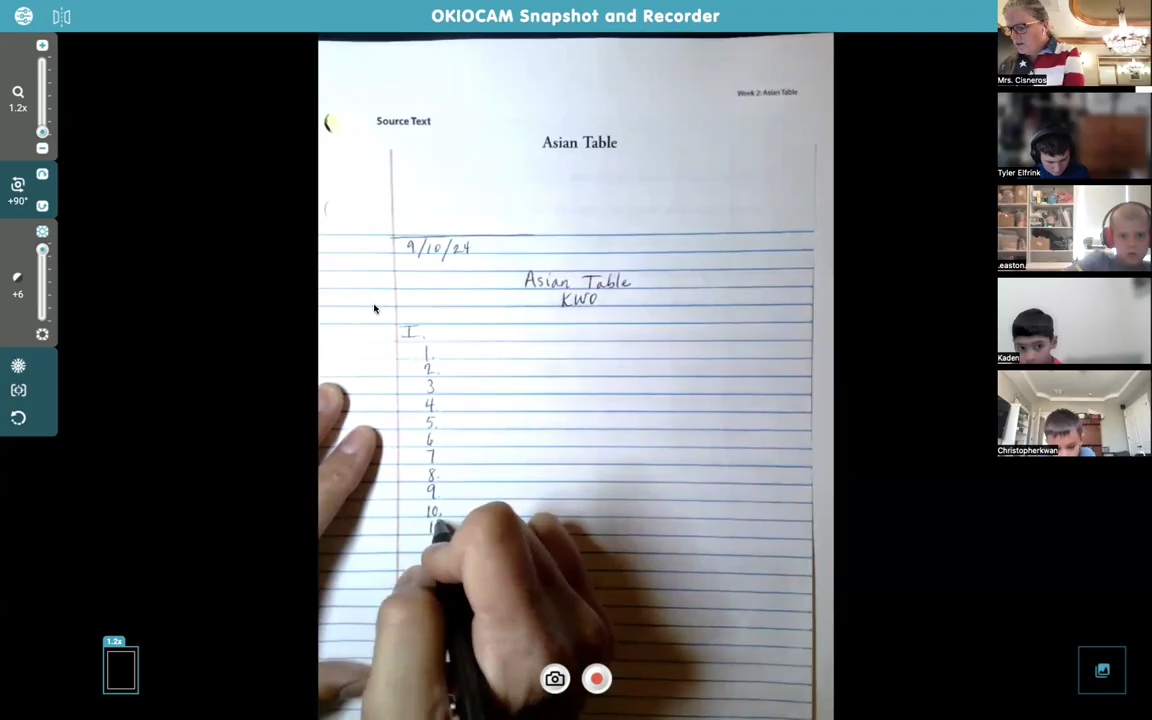 OKIOCAM Snapshot and Recorder
1.2x
+90°
+6
Week 2: Asian Table
Source Text
Asian Table
9/10/24
Asian Table
KWO
I.
1.
2.
3
4.
5.
6
7
8.
9.
10.
1
1.2x
Mrs. Cisneros
Tyler Elfrink
.easton.
Kaden
Christopherkwan